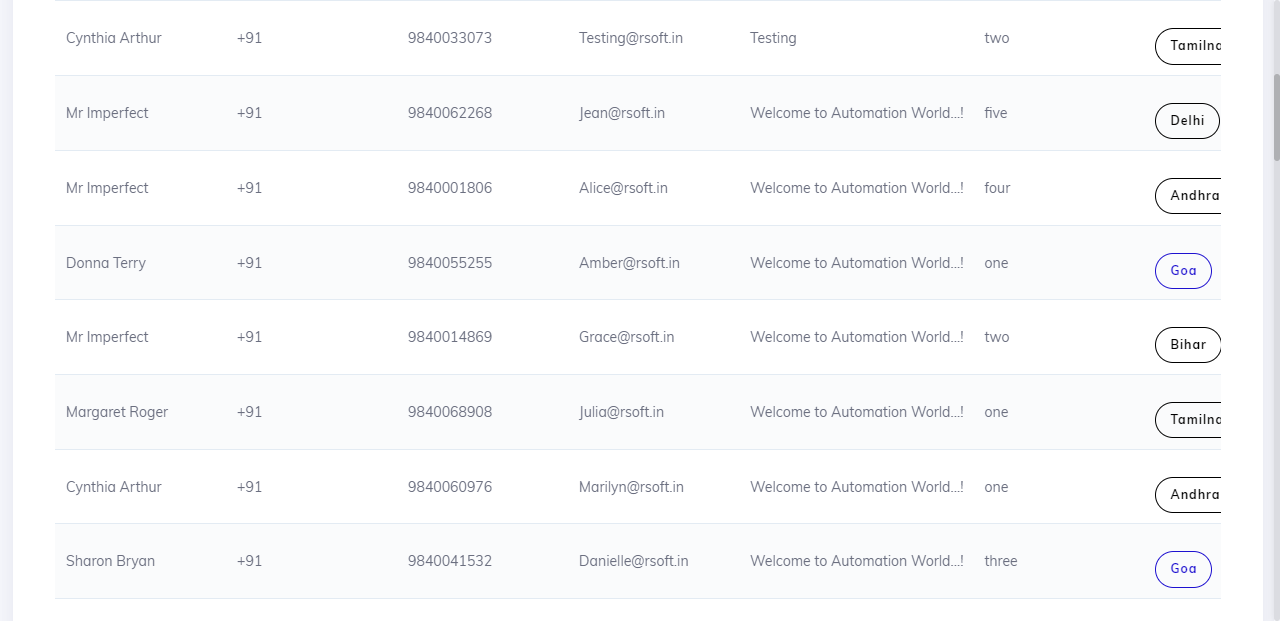 Cynthia Arthur +91 9840033073 Testing@rsoft.in Testing two
Mr Imperfect +91 9840062268 Jean@rsoft.in Welcome to Automation World...! five Delhi
Mr Imperfect +91 9840001806 Alice@rsoft.in Welcome to Automation World...! four Andhra
Donna Terry +91 9840055255 Amber@rsoft.in Welcome to Automation World...! one Goa
Mr Imperfect +91 9840014869 Grace@rsoft.in Welcome to Automation World...! two Bihar
Margaret Roger +91 9840068908 Julia@rsoft.in Welcome to Automation World...! one
Cynthia Arthur +91 9840060976 Marilyn@rsoft.in Welcome to Automation World...! one Andhra
Sharon Bryan +91 9840041532 Danielle@rsoft.in Welcome to Automation World...! three Goa